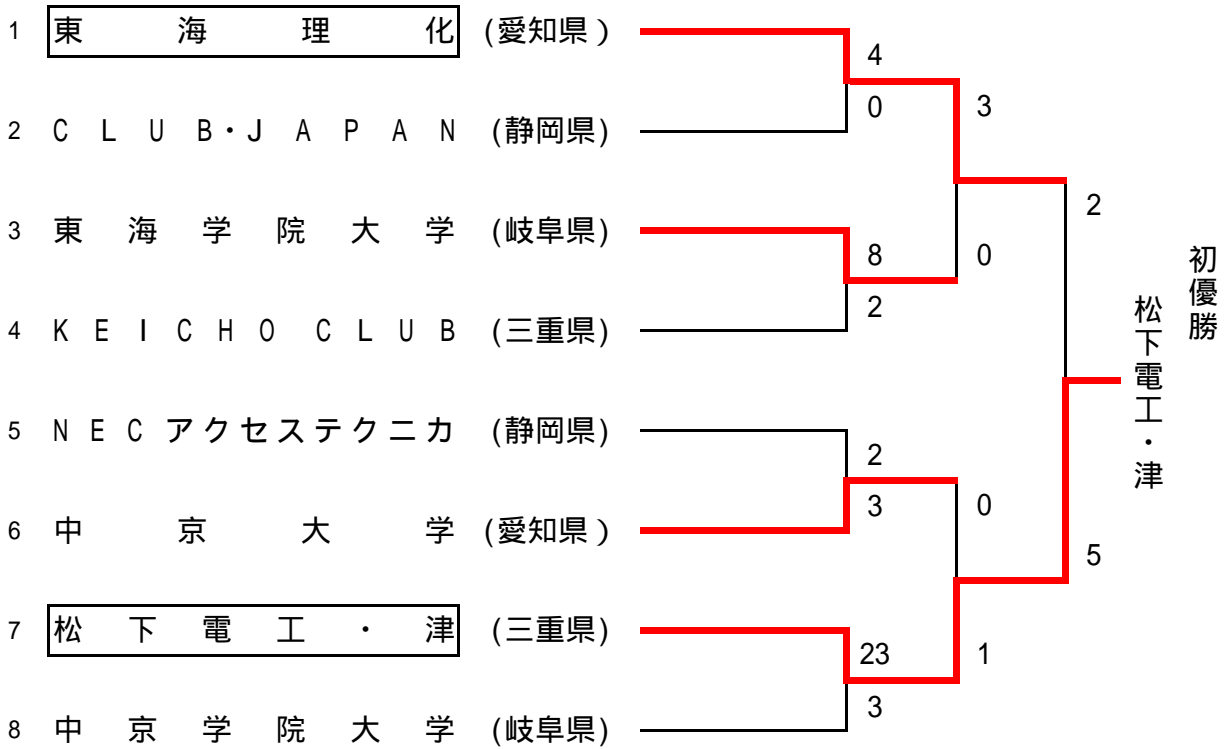 1 東海理化 (愛知県)
4
0
3
2 CLUB・JAPAN (静岡県)
2
3 東海学院大学 (岐阜県)
8
2
0
4 KEICHO CLUB (三重県)
初優勝
松下電工・津
5 NECアクセステクニカ (静岡県)
2
3
0
6 中京大学 (愛知県)
5
7 松下電工・津 (三重県)
23
3
1
8 中京学院大学 (岐阜県)